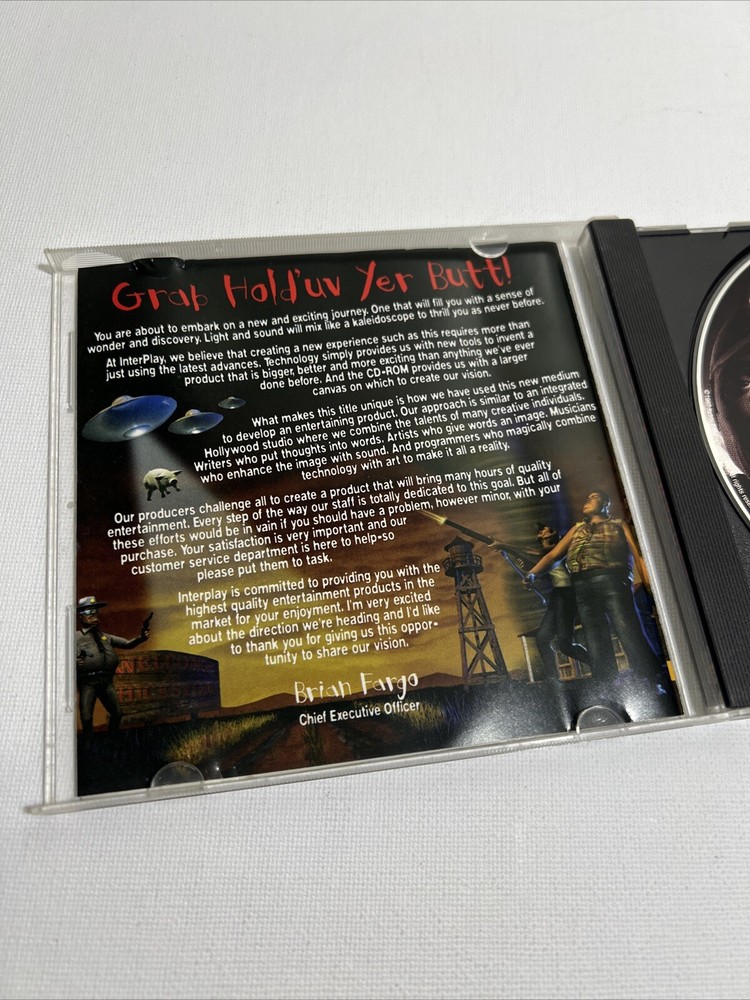 Grab Hold'uv Yer Butt!
You are about to embark on a new and exciting journey. One that will fill you with a sense of
wonder and discovery. Light and sound will mix like a kaleidoscope to thrill you as never before.
At InterPlay, we believe that creating a new experience such as this requires more than
just using the latest advances. Technology simply provides us with new tools to invent a
product that is bigger, better and more exciting than anything we've ever
done before. And the CD-ROM provides us with a larger
canvas on which to create our vision.
What makes this title unique is how we have used this new medium
to develop an entertaining product. Our approach is similar to an integrated
Hollywood studio where we combine the talents of many creative individuals.
Writers who put thoughts into words. Artists who give words an image. Musicians
who enhance the image with sound. And programmers who magically combine
technology with art to make it all a reality.
Our producers challenge all to create a product that will bring many hours of quality
entertainment. Every step of the way our staff is totally dedicated to this goal. But all of
these efforts would be in vain if you should have a problem, however minor, with your
purchase. Your satisfaction is very important and our
customer service department is here to help-so
please put them to task.
Interplay is committed to providing you with the
highest quality entertainment products in the
market for your enjoyment. I'm very excited
about the direction we're heading and I'd like
to thank you for giving us this oppor-
tunity to share our vision.
Brian Fargo
Chief Executive Officer